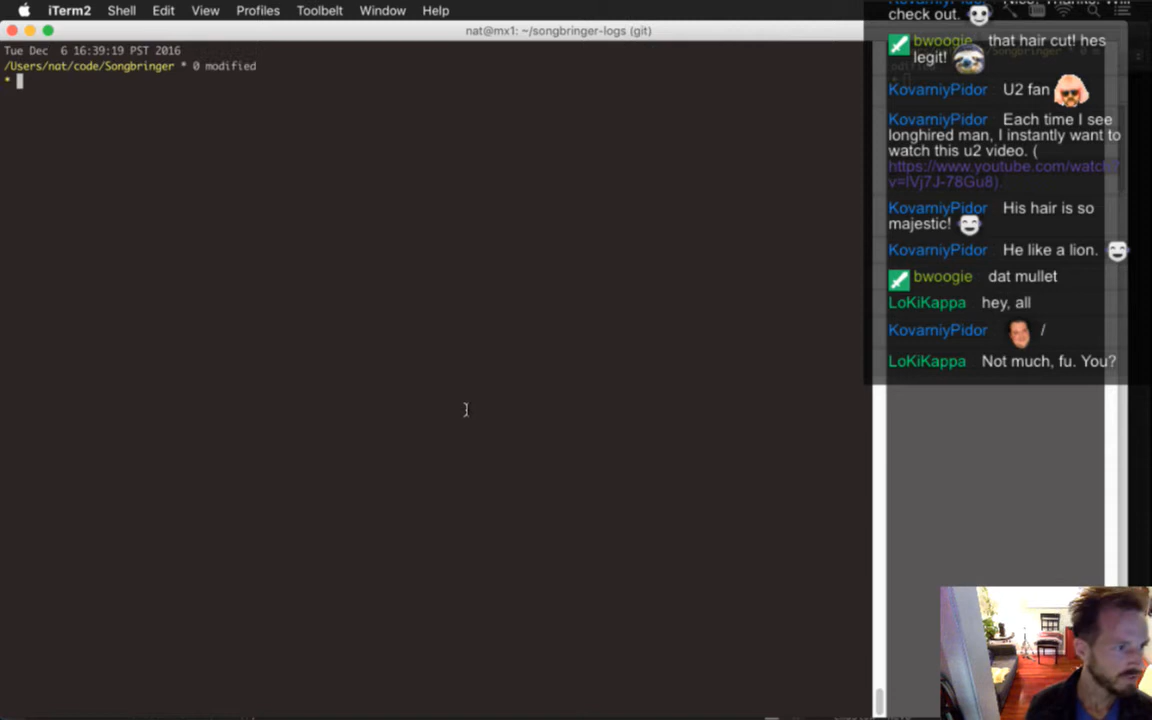 iTerm2 Shell Edit View Profiles Toolbelt Window Help
nat@mx1: ~/songbringer-logs (git)
Tue Dec  6 16:39:19 PST 2016
/Users/nat/code/Songbringer * 0 modified
*
check out.
bwoogie that hair cut! hes
legit!
KovarniyPidor U2 fan
KovarniyPidor Each time I see
longhired man, I instantly want to
watch this u2 video. (
https://www.youtube.com/watch?
v=lVj7J-78Gu8).
KovarniyPidor His hair is so
majestic!
KovarniyPidor He like a lion.
bwoogie dat mullet
LoKiKappa hey, all
KovarniyPidor /
LoKiKappa Not much, fu. You?